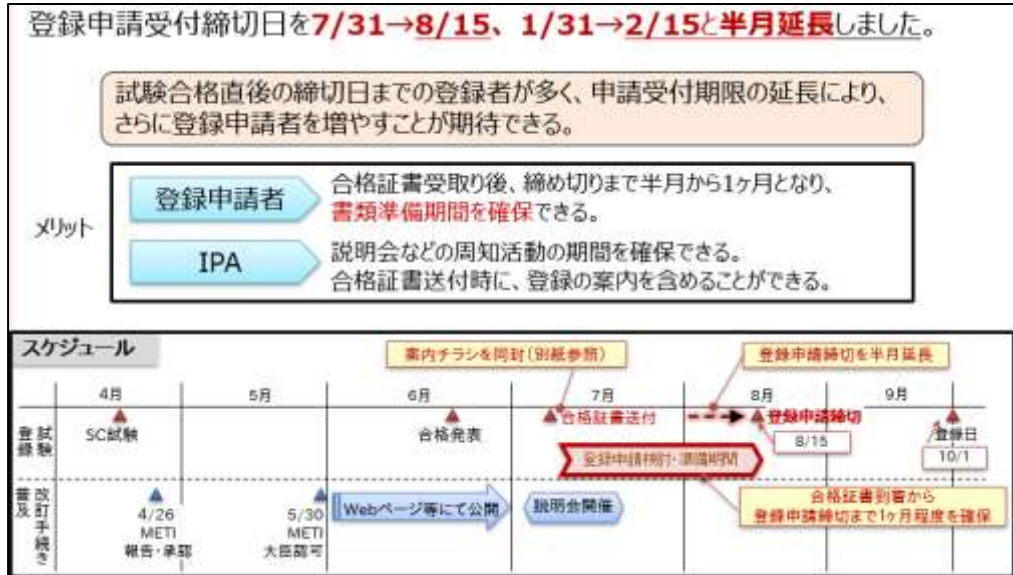 登録申請受付締切日を7/31→8/15、1/31→2/15と半月延長しました。
試験合格直後の締切日までの登録者が多く、申請受付期限の延長により、
さらに登録申請者を増やすことが期待できる。
メリット
登録申請者
合格証書受取り後、締め切りまで半月から1ヶ月となり、
書類準備期間を確保できる。
IPA
説明会などの周知活動の期間を確保できる。
合格証書送付時に、登録の案内を含めることができる。
スケジュール
案内チラシを同封(別紙参照)
登録申請締切を半月延長
4月
5月
6月
7月
8月
9月
試験
登録
SC試験
合格発表
合格証書送付
登録申請締切
8/15
登録日
10/1
登録申請検討・準備期間
改訂手続き
普及
4/26
METI
報告・承認
5/30
METI
大臣認可
Webページ等にて公開
説明会開催
合格証書到着から
登録申請締切まで1ヶ月程度を確保